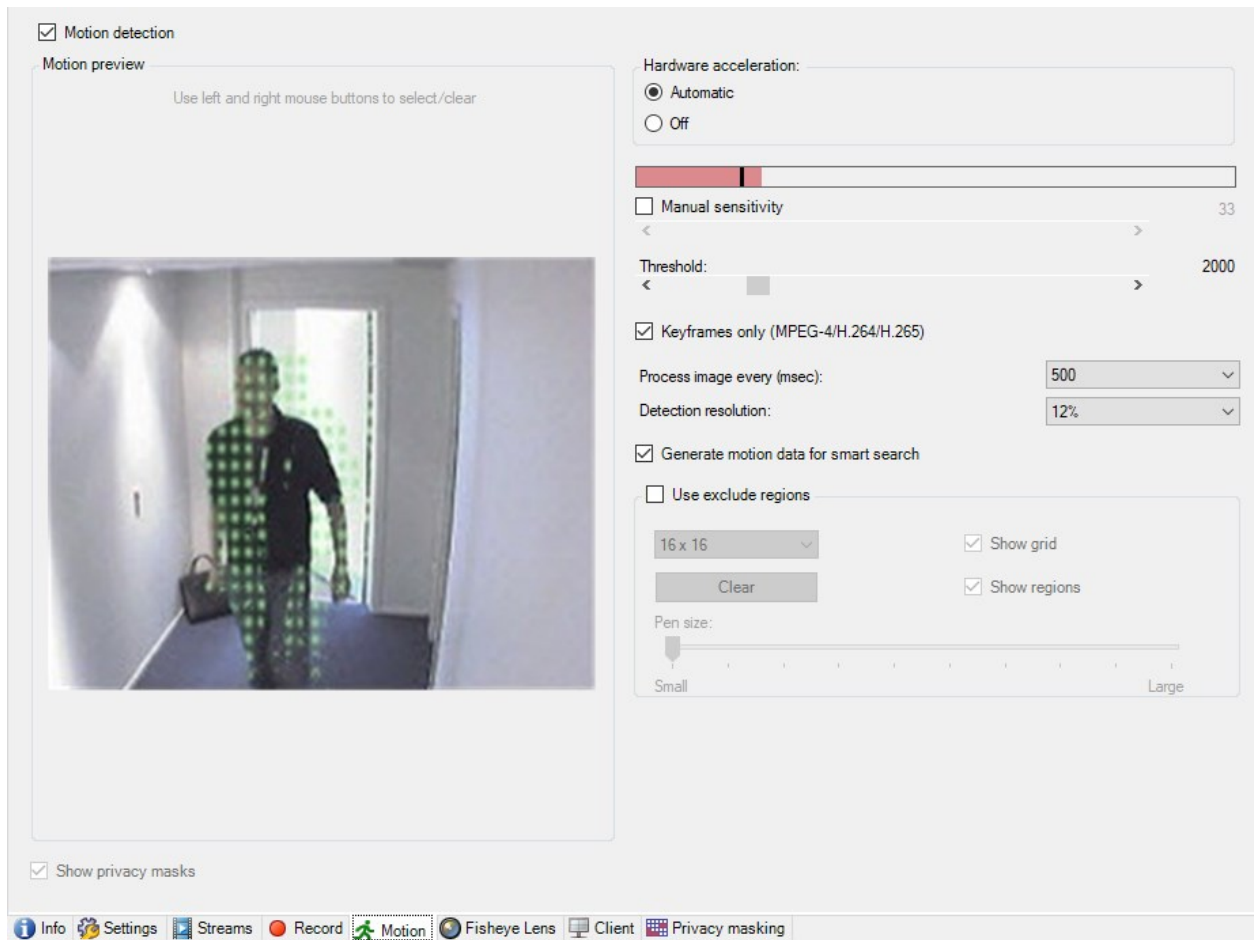 Motion detection
Motion preview
Use left and right mouse buttons to select/clear
Hardware acceleration:
Automatic
Off
Manual sensitivity 33
Threshold: 2000
Keyframes only (MPEG-4/H.264/H.265)
Process image every (msec): 500
Detection resolution: 12%
Generate motion data for smart search
Use exclude regions
16 x 16 Show grid
Clear Show regions
Pen size:
Small Large
Show privacy masks
Info Settings Streams Record Motion Fisheye Lens Client Privacy masking